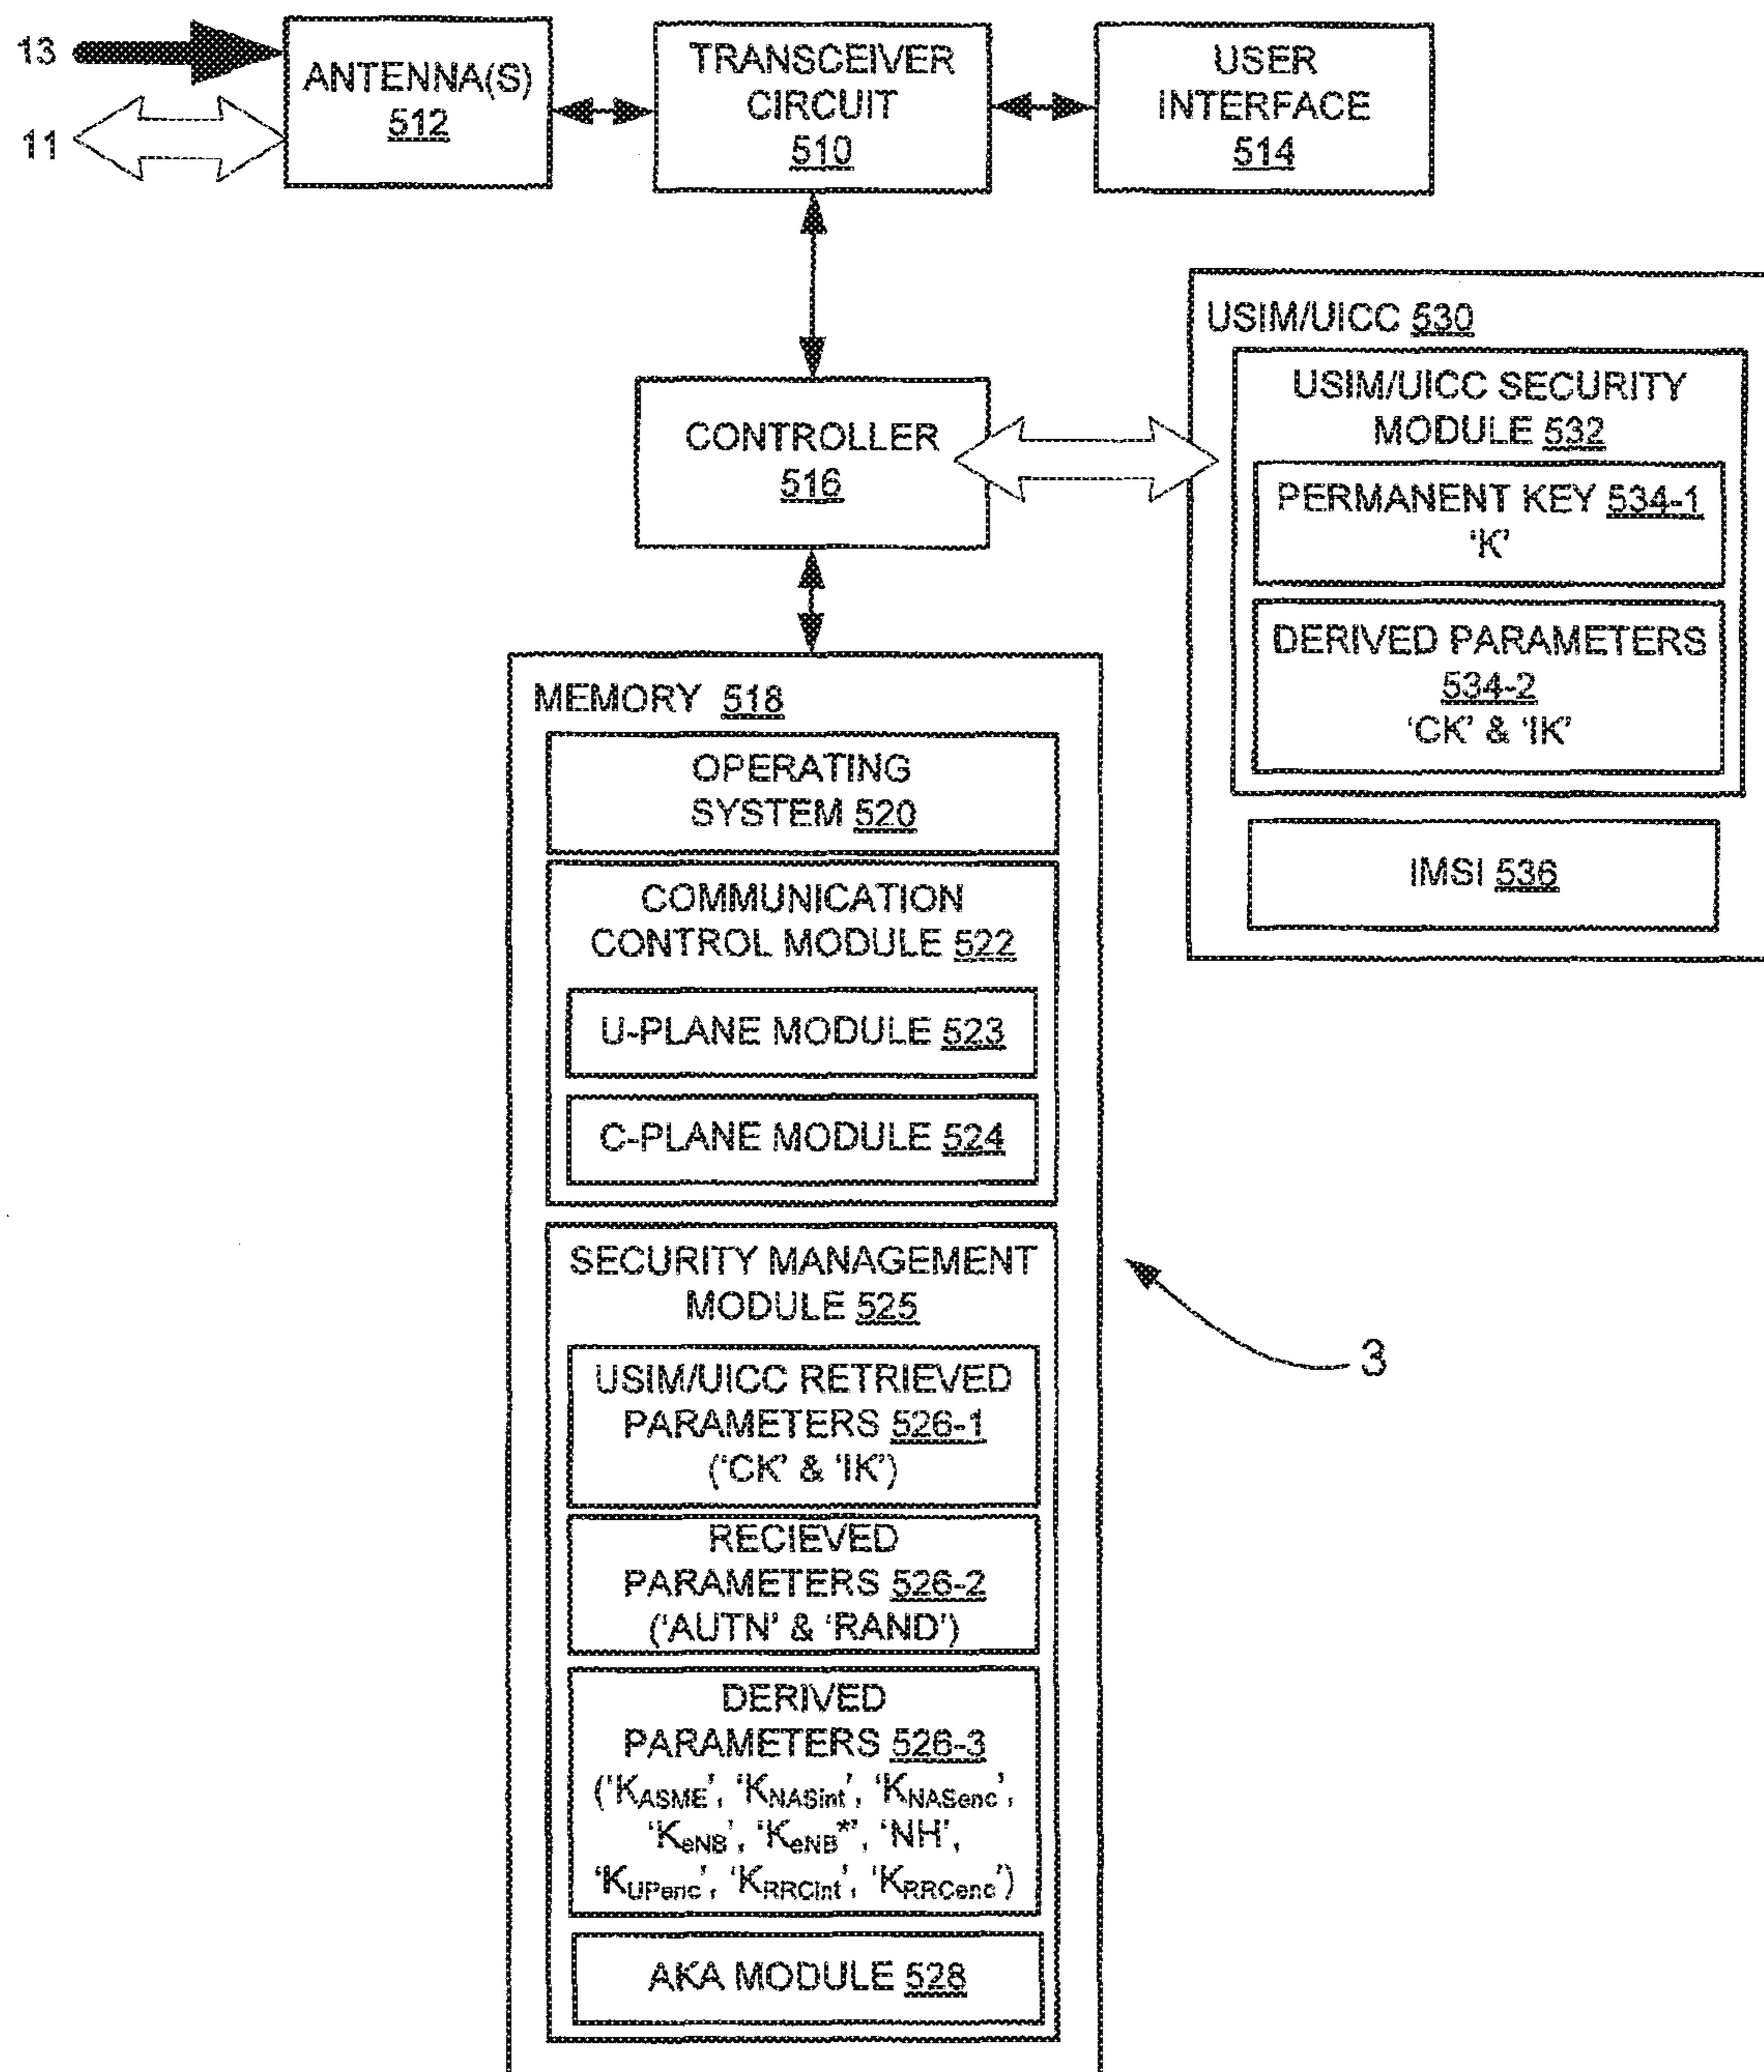 13
11
ANTENNA(S)
512
TRANSCEIVER
CIRCUIT
510
USER
INTERFACE
514
CONTROLLER
516
USIM/UICC 530
USIM/UICC SECURITY
MODULE 532
PERMANENT KEY 534-1
‘K’
DERIVED PARAMETERS
534-2
‘CK’ & ‘IK’
IMSI 536
MEMORY 518
OPERATING
SYSTEM 520
COMMUNICATION
CONTROL MODULE 522
U-PLANE MODULE 523
C-PLANE MODULE 524
SECURITY MANAGEMENT
MODULE 525
USIM/UICC RETRIEVED
PARAMETERS 526-1
(‘CK’ & ‘IK’)
RECIEVED
PARAMETERS 526-2
(‘AUTN’ & ‘RAND’)
DERIVED
PARAMETERS 526-3
(‘KASME’, ‘KNASint’, ‘KNASenc’,
‘KeNB’, ‘KeNB*’, ‘NH’,
‘KUPenc’, ‘KRRCint’, ‘KRRCenc’)
AKA MODULE 528
3